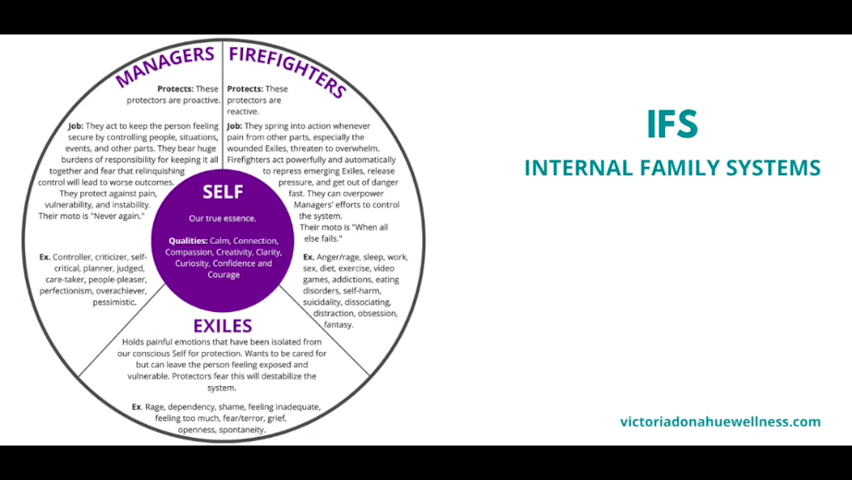 MANAGERS
Protects: These
protectors are proactive.
Job: They act to keep the person feeling
secure by controlling people, situations,
events, and other parts. They bear huge
burdens of responsibility for keeping it all
together and fear that relinquishing
control will lead to worse outcomes.
They protect against pain,
vulnerability, and instability.
Their moto is "Never again."
Ex. Controller, criticizer, self-
critical, planner, judged,
care-taker, people-pleaser,
perfectionism, overachiever,
pessimistic.
FIREFIGHTERS
Protects: These
protectors are
reactive.
Job: They spring into action whenever
pain from other parts, especially the
wounded Exiles, threaten to overwhelm.
Firefighters act powerfully and automatically
to repress emerging Exiles, release
pressure, and get out of danger
fast. They can overpower
Managers' efforts to control
the system.
Their moto is "When all
else fails."
Ex. Anger/rage, sleep, work,
sex, diet, exercise, video
games, addictions, eating
disorders, self-harm,
suicidality, dissociating,
distraction, obsession,
fantasy.
SELF
Our true essence.
Qualities: Calm, Connection,
Compassion, Creativity, Clarity,
Curiosity, Confidence and
Courage
EXILES
Holds painful emotions that have been isolated from
our conscious Self for protection. Wants to be cared for
but can leave the person feeling exposed and
vulnerable. Protectors fear this will destabilize the
system.
Ex. Rage, dependency, shame, feeling inadequate,
feeling too much, fear/terror, grief,
openness, spontaneity.
IFS
INTERNAL FAMILY SYSTEMS
victoriadonahuewellness.com